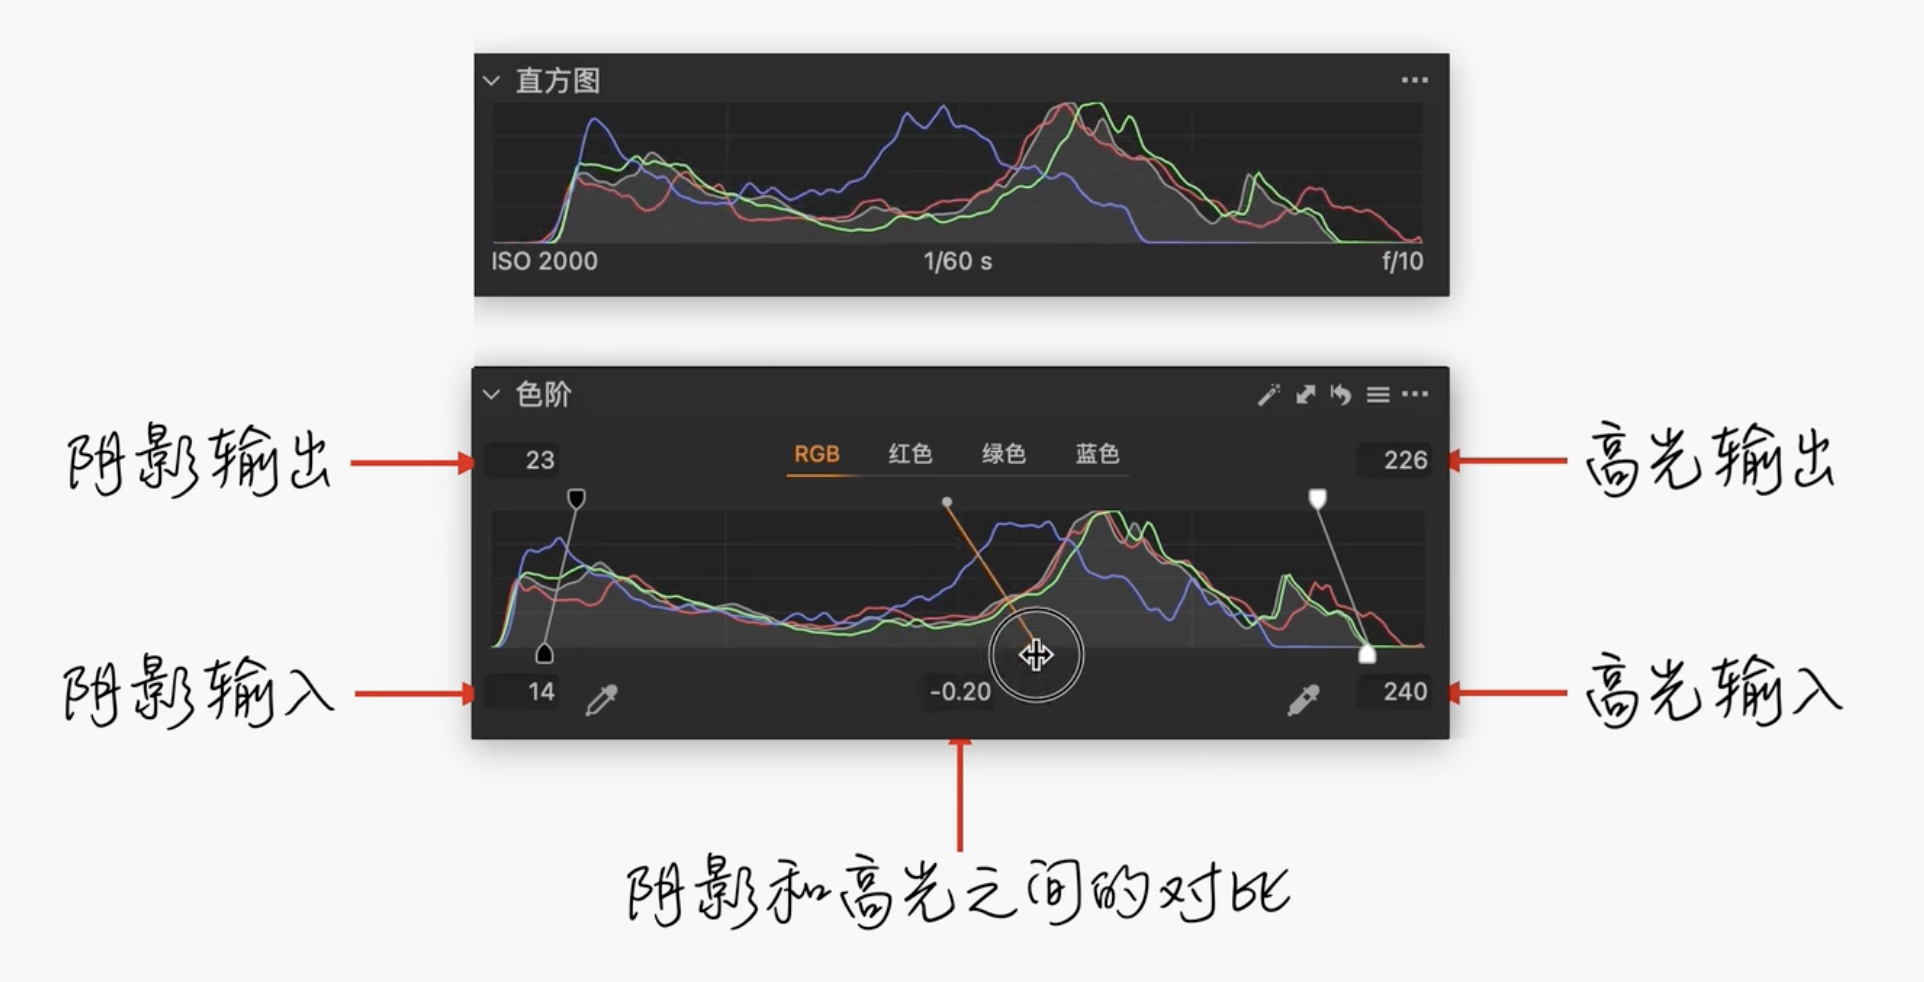 直方图
ISO 2000 1/60 s f/10
色阶
阴影输出 23 RGB 红色 绿色 蓝色 226 高光输出
阴影输入 14 -0.20 240 高光输入
阴影和高光之间的对比